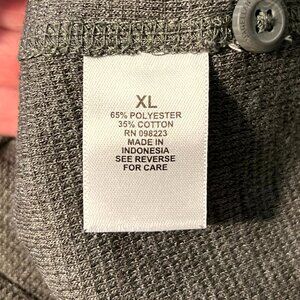 XL
65% POLYESTER
35% COTTON
RN 098223
MADE IN
INDONESIA
SEE REVERSE
FOR CARE